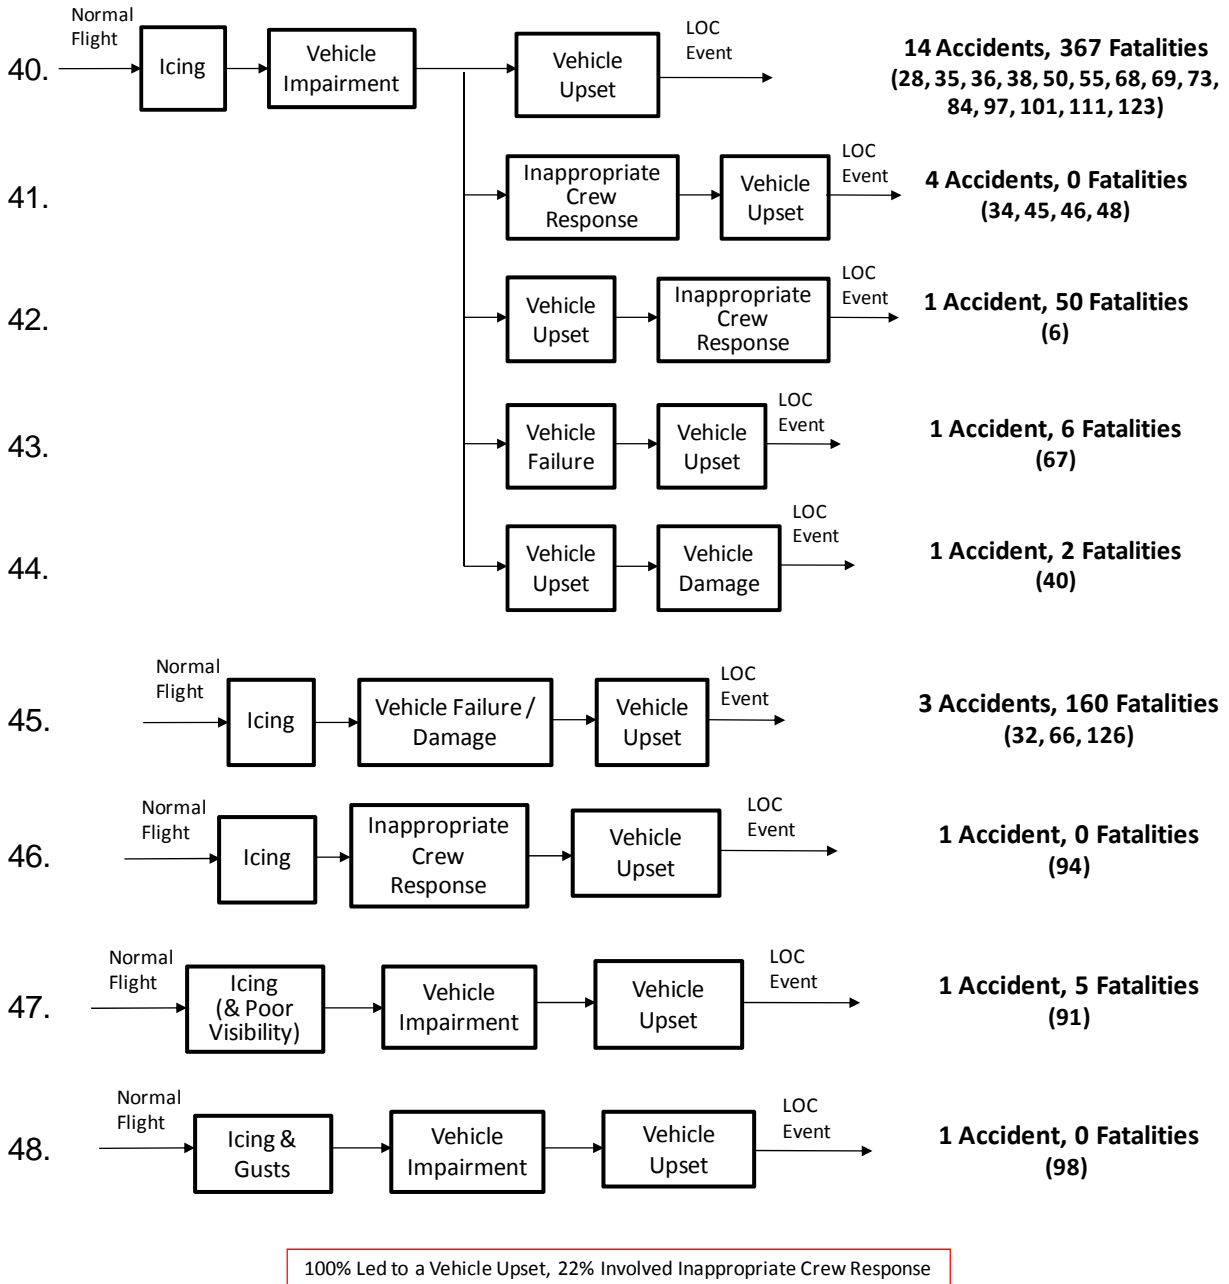 Normal
Flight
40.
Icing
Vehicle
Impairment
Vehicle
Upset
LOC
Event
14 Accidents, 367 Fatalities
(28, 35, 36, 38, 50, 55, 68, 69, 73,
84, 97, 101, 111, 123)
41.
Inappropriate
Crew
Response
Vehicle
Upset
LOC
Event
4 Accidents, 0 Fatalities
(34, 45, 46, 48)
42.
Vehicle
Upset
Inappropriate
Crew
Response
LOC
Event
1 Accident, 50 Fatalities
(6)
43.
Vehicle
Failure
Vehicle
Upset
LOC
Event
1 Accident, 6 Fatalities
(67)
44.
Vehicle
Upset
Vehicle
Damage
LOC
Event
1 Accident, 2 Fatalities
(40)
45.
Normal
Flight
Icing
Vehicle Failure /
Damage
Vehicle
Upset
LOC
Event
3 Accidents, 160 Fatalities
(32, 66, 126)
46.
Normal
Flight
Icing
Inappropriate
Crew
Response
Vehicle
Upset
LOC
Event
1 Accident, 0 Fatalities
(94)
47.
Normal
Flight
Icing
(& Poor
Visibility)
Vehicle
Impairment
Vehicle
Upset
LOC
Event
1 Accident, 5 Fatalities
(91)
48.
Normal
Flight
Icing &
Gusts
Vehicle
Impairment
Vehicle
Upset
LOC
Event
1 Accident, 0 Fatalities
(98)
100% Led to a Vehicle Upset, 22% Involved Inappropriate Crew Response